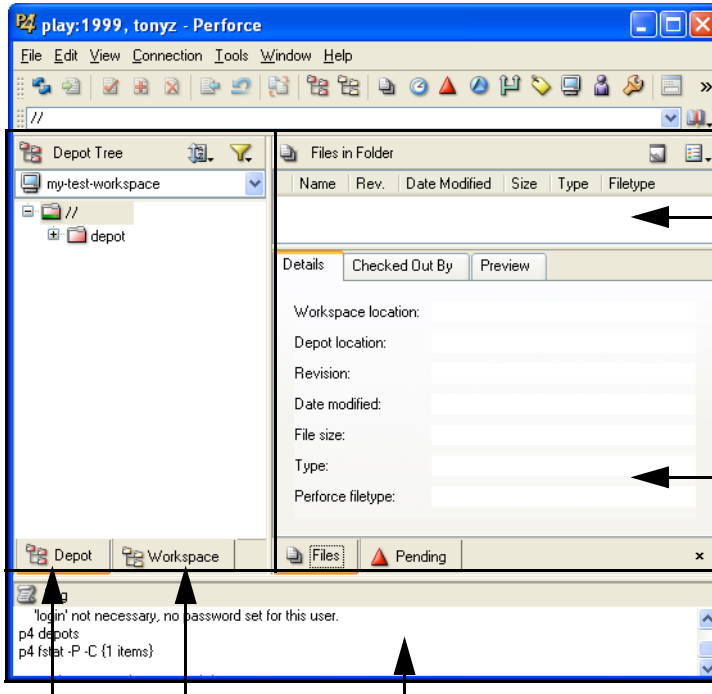 play:1999, tonyz - Perforce
File Edit View Connection Tools Window Help
//
Depot Tree
my-test-workspace
//
depot
Files in Folder
Name Rev. Date Modified Size Type Filetype
Details Checked Out By Preview
Workspace location:
Depot location:
Revision:
Date modified:
File size:
Type:
Perforce filetype:
Depot Workspace
Files Pending
'login' not necessary, no password set for this user.
p4 depots
p4 fstat -P -C {1 items}